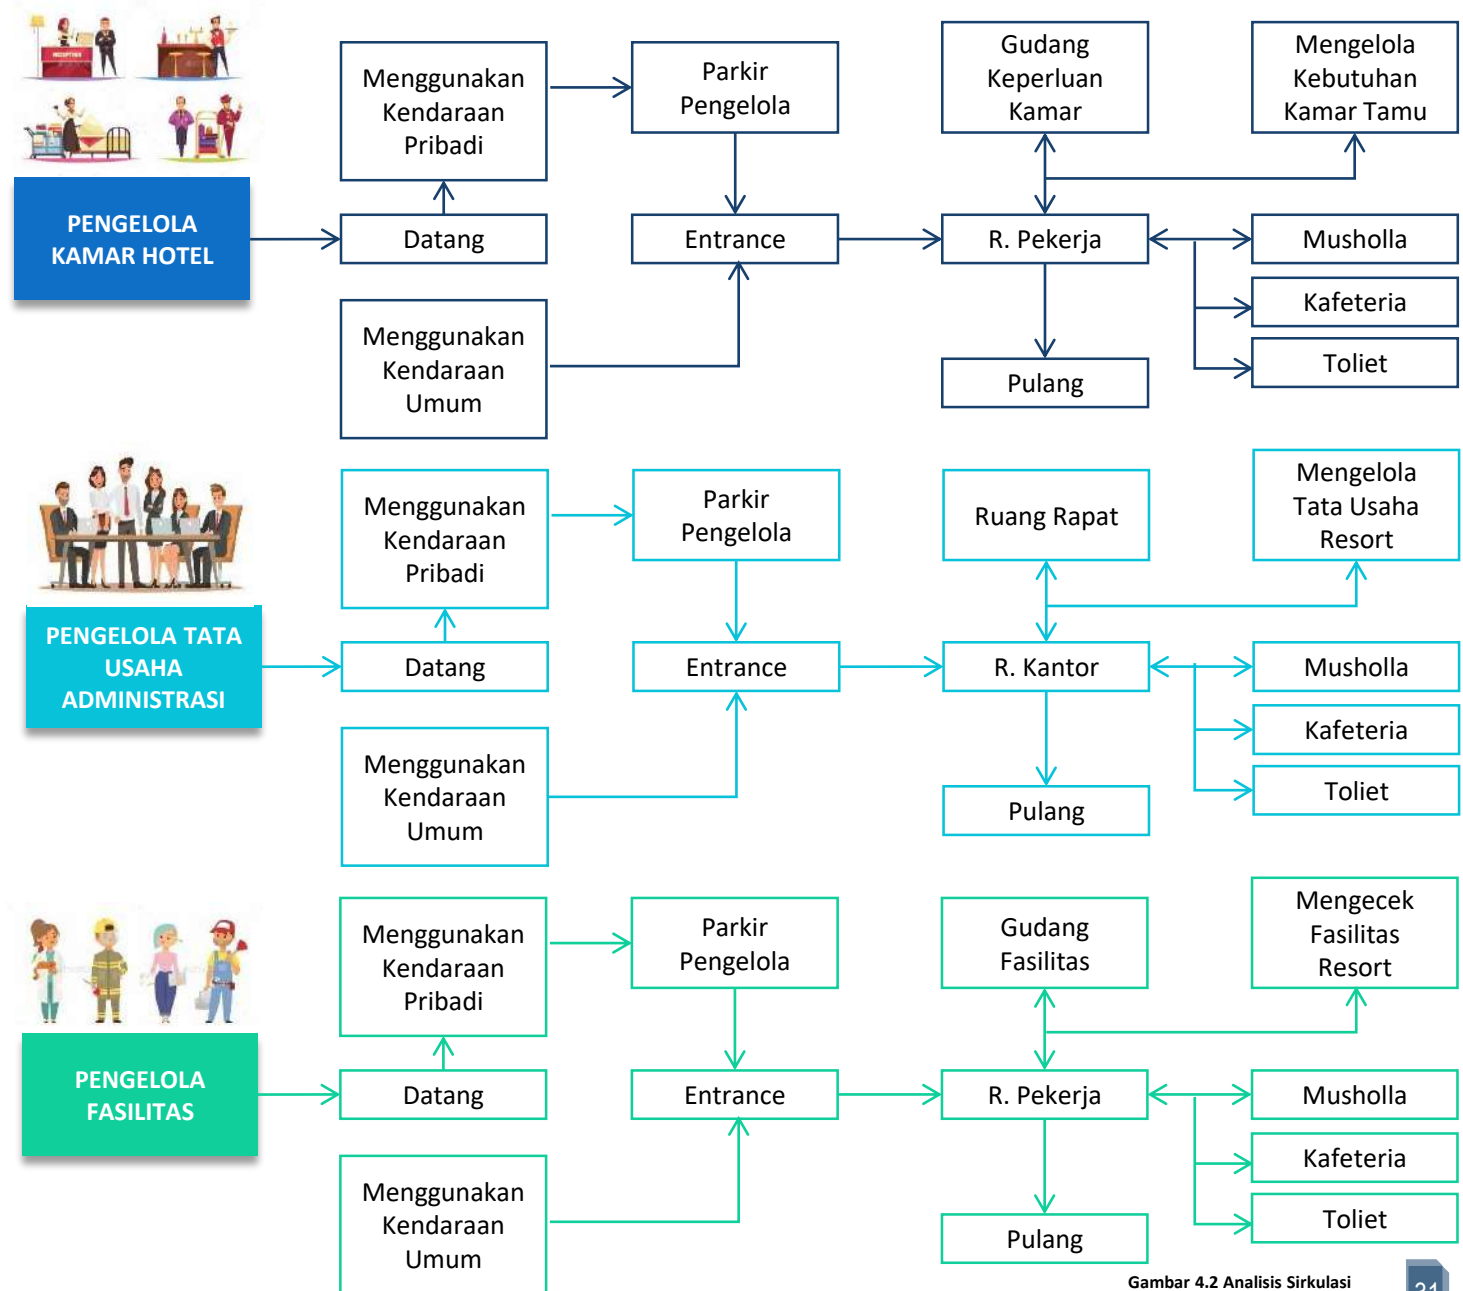 RECEPTION
PENGELOLA
KAMAR HOTEL
Menggunakan
Kendaraan
Pribadi
Datang
Menggunakan
Kendaraan
Umum
Parkir
Pengelola
Entrance
Gudang
Keperluan
Kamar
R. Pekerja
Pulang
Mengelola
Kebutuhan
Kamar Tamu
Musholla
Kafeteria
Toliet
PENGELOLA TATA
USAHA
ADMINISTRASI
Menggunakan
Kendaraan
Pribadi
Datang
Menggunakan
Kendaraan
Umum
Parkir
Pengelola
Entrance
Ruang Rapat
R. Kantor
Pulang
Mengelola
Tata Usaha
Resort
Musholla
Kafeteria
Toliet
PENGELOLA
FASILITAS
Menggunakan
Kendaraan
Pribadi
Datang
Menggunakan
Kendaraan
Umum
Parkir
Pengelola
Entrance
Gudang
Fasilitas
R. Pekerja
Pulang
Mengecek
Fasilitas
Resort
Musholla
Kafeteria
Toliet
Gambar 4.2 Analisis Sirkulasi